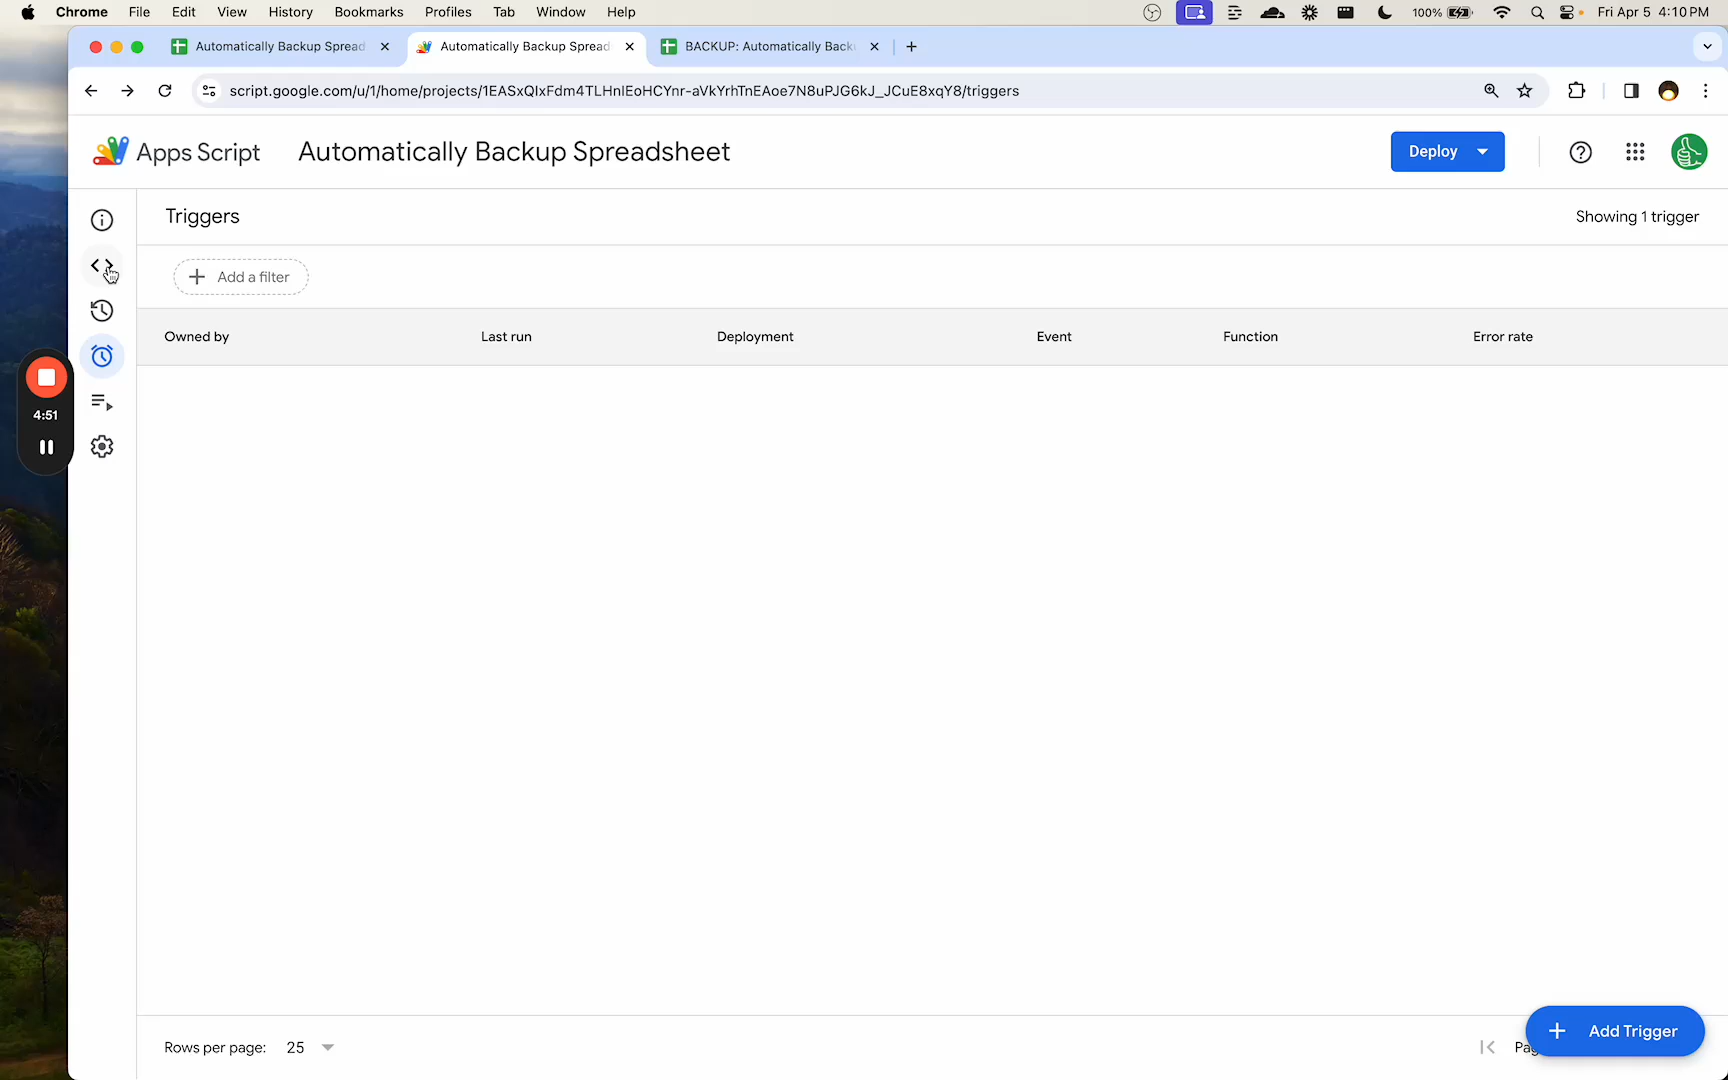 Chrome File Edit View History Bookmarks Profiles Tab Window Help 100% Fri Apr 5 4:10 PM
Automatically Backup Spread Automatically Backup Spread BACKUP: Automatically Back
script.google.com/u/1/home/projects/1EASxQIxFdm4TLHnlEoHCYnr-aVkYrhTnEAoe7N8uPJG6kJ_JCuE8xqY8/triggers
Apps Script Automatically Backup Spreadsheet Deploy
Triggers Showing 1 trigger
Add a filter
Owned by Last run Deployment Event Function Error rate
4:51
Rows per page: 25 Add Trigger